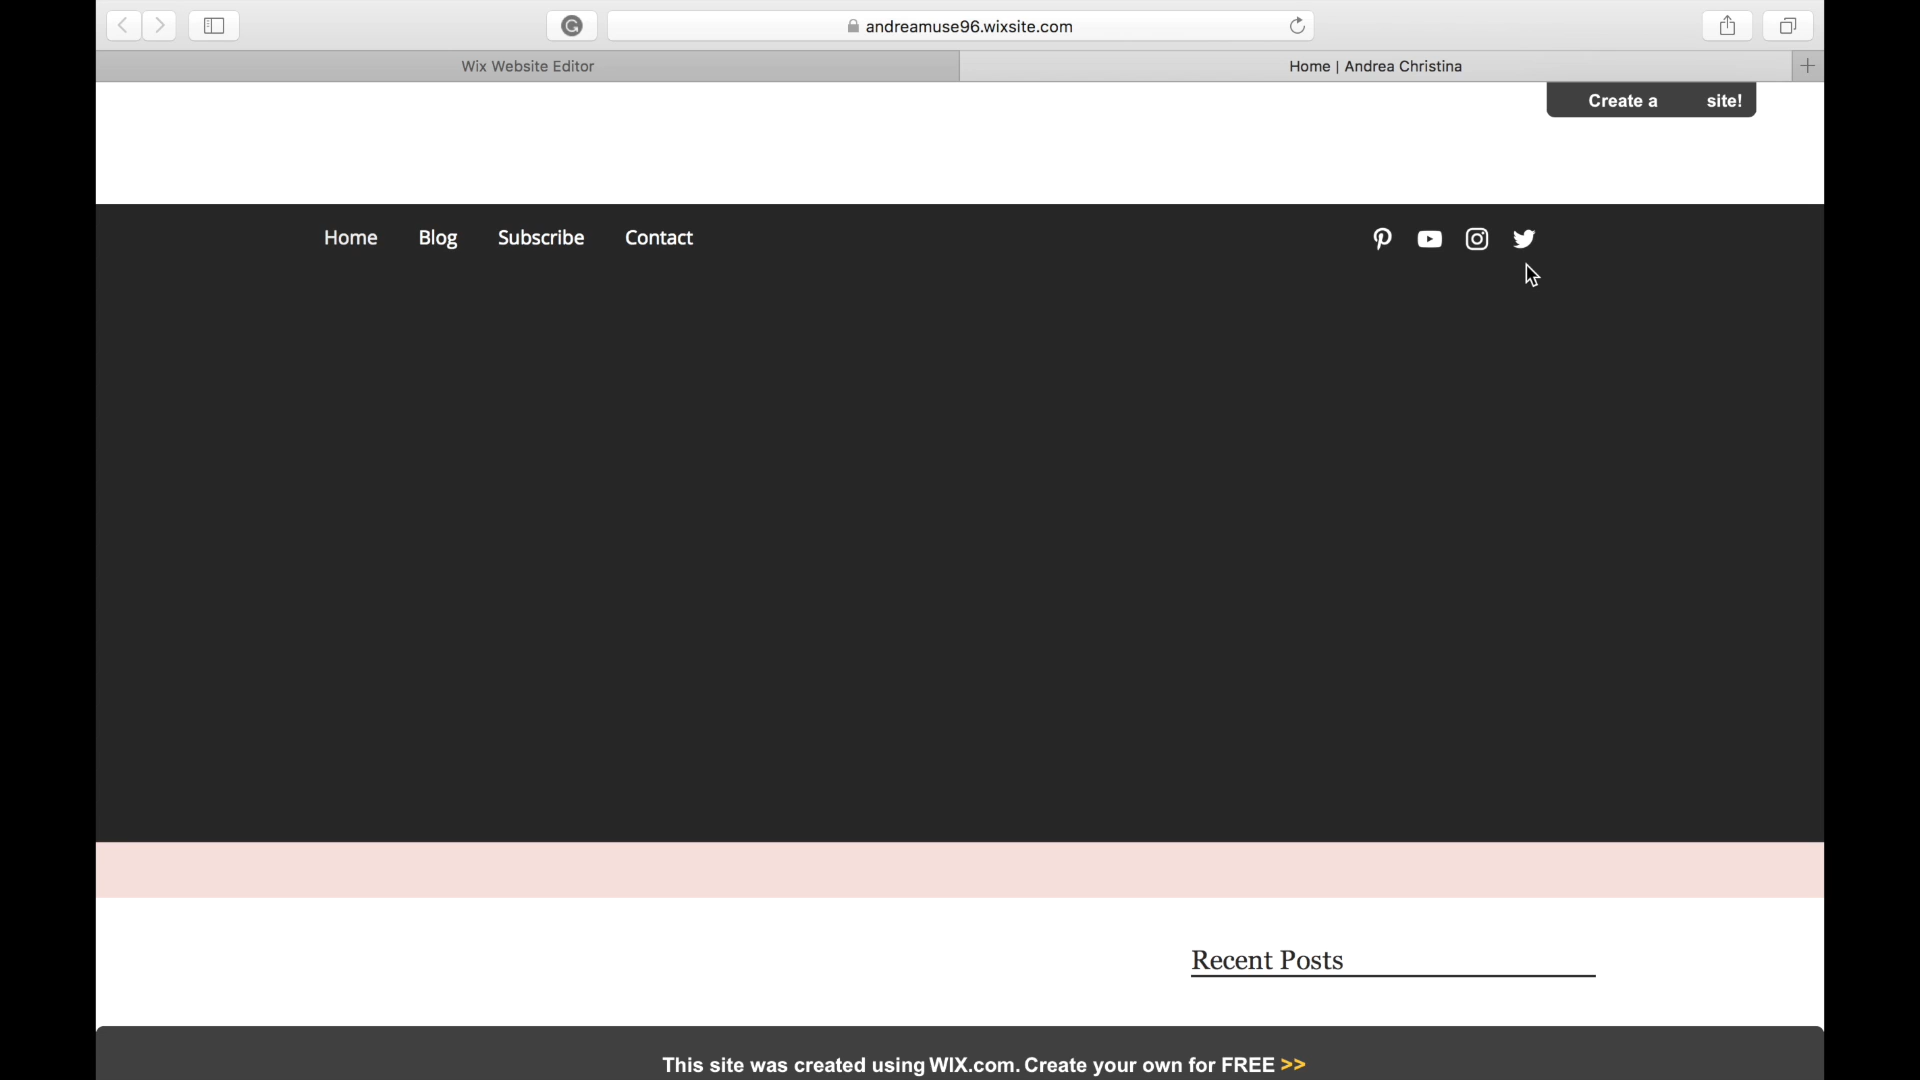 andreamuse96.wixsite.com
Wix Website Editor
Home | Andrea Christina
Create a site!
Home Blog Subscribe Contact
Recent Posts
This site was created using WIX.com. Create your own for FREE >>